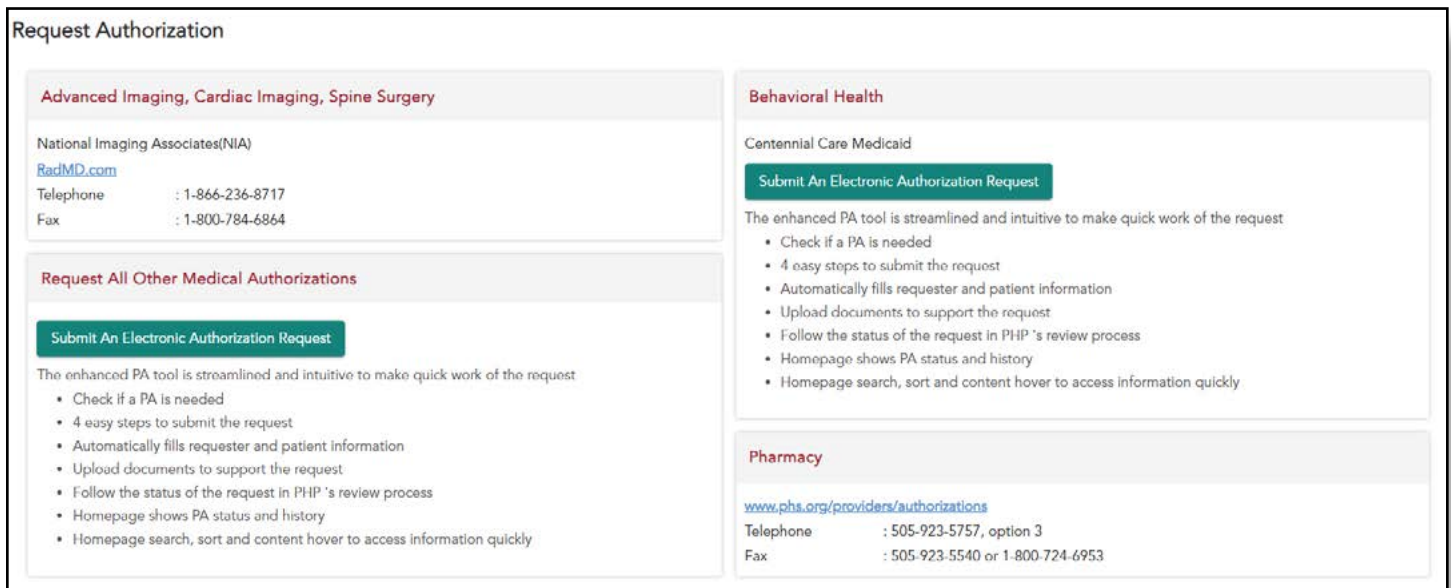 Request Authorization
Advanced Imaging, Cardiac Imaging, Spine Surgery
National Imaging Associates(NIA)
RadMD.com
Telephone : 1-866-236-8717
Fax : 1-800-784-6864
Request All Other Medical Authorizations
Submit An Electronic Authorization Request
The enhanced PA tool is streamlined and intuitive to make quick work of the request
• Check if a PA is needed
• 4 easy steps to submit the request
• Automatically fills requester and patient information
• Upload documents to support the request
• Follow the status of the request in PHP 's review process
• Homepage shows PA status and history
• Homepage search, sort and content hover to access information quickly
Behavioral Health
Centennial Care Medicaid
Submit An Electronic Authorization Request
The enhanced PA tool is streamlined and intuitive to make quick work of the request
• Check if a PA is needed
• 4 easy steps to submit the request
• Automatically fills requester and patient information
• Upload documents to support the request
• Follow the status of the request in PHP 's review process
• Homepage shows PA status and history
• Homepage search, sort and content hover to access information quickly
Pharmacy
www.phs.org/providers/authorizations
Telephone : 505-923-5757, option 3
Fax : 505-923-5540 or 1-800-724-6953